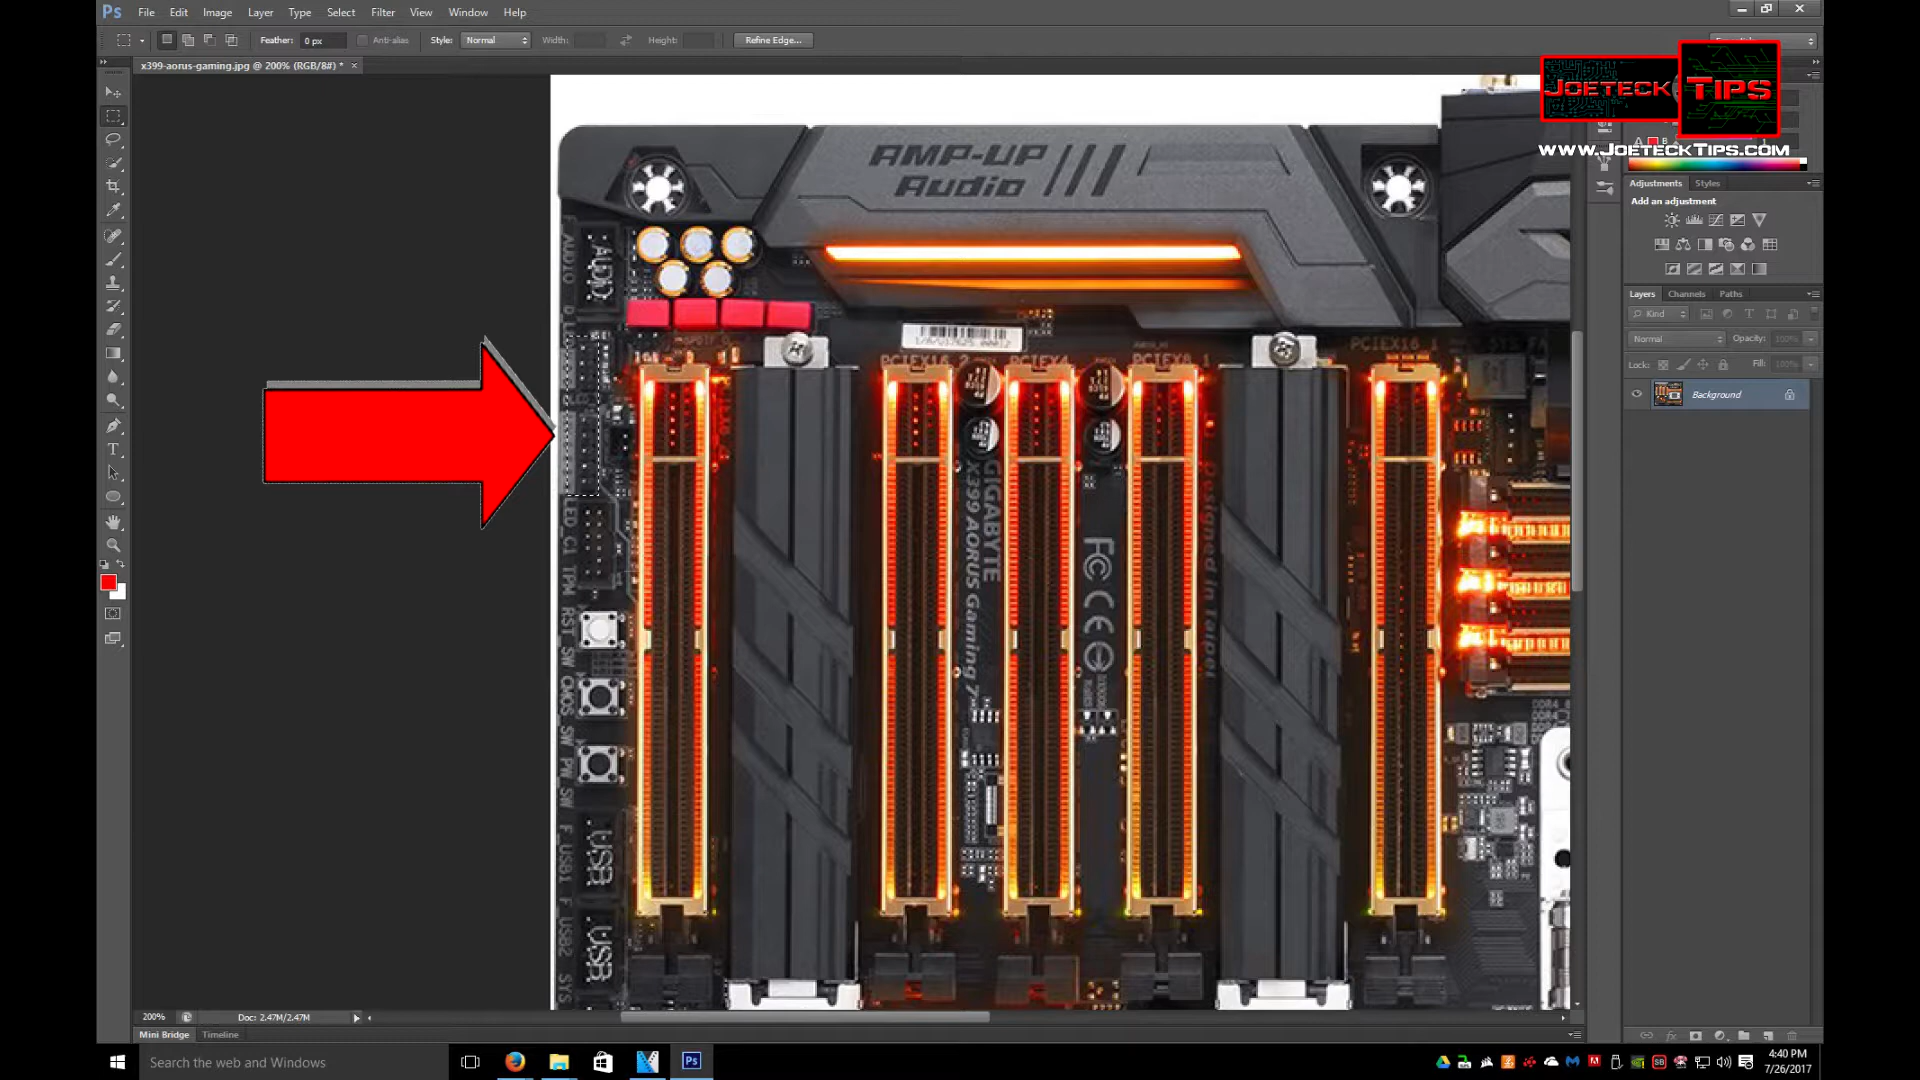 Ps File Edit Image Layer Type Select Filter View Window Help
Feather: 0 px Anti-alias Style: Normal Width: Height: Refine Edge...
x399-aorus-gaming.jpg @ 200% (RGB/8#) * ×
JOETECK TIPS
WWW.JOETECKTIPS.COM
Adjustments Styles
Add an adjustment
Layers Channels Paths
Kind
Normal Opacity: 100%
Lock: Fill: 100%
Background
AMP-UP
Audio
F_AUDIO
AUDIO
PCIEX16_2
PCIEX4
PCIEX8_1
PCIEX16_1
GIGABYTE
X399 AORUS Gaming 7
Designed in Taipei
FC CE
LED_C1
TPM
RST_SW
CMOS_SW
PW_SW
F_USB1
USB
F_USB2
USB
SYS
200% Doc: 2.47M/2.47M
Mini Bridge Timeline
Search the web and Windows
Ps
4:40 PM
7/26/2017